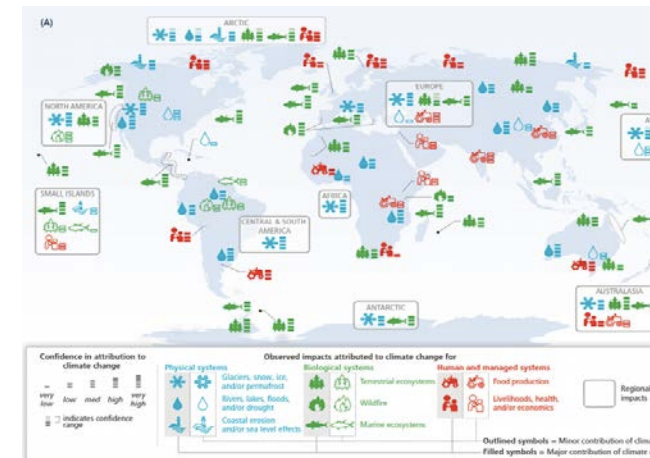 (A)
ARCTIC
NORTH AMERICA
EUROPE
SMALL ISLANDS
AFRICA
CENTRAL & SOUTH
AMERICA
ANTARCTIC
AUSTRALASIA
Confidence in attribution to
climate change
very
low
low
med
high
very
high
indicates confidence
range
Observed impacts attributed to climate change for
Physical systems
Glaciers, snow, ice,
and/or permafrost
Rivers, lakes, floods,
and/or drought
Coastal erosion
and/or sea level effects
Biological systems
Terrestrial ecosystems
Wildfire
Marine ecosystems
Human and managed systems
Food production
Livelihoods, health,
and/or economics
Regional
impacts
Outlined symbols = Minor contribution of clim
Filled symbols = Major contribution of climate